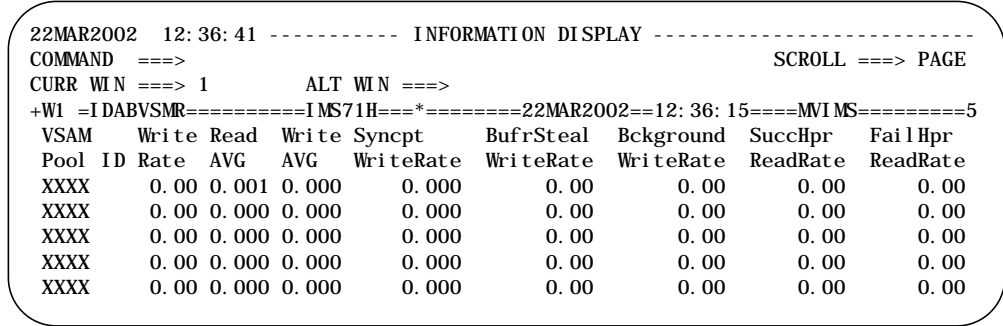 22MAR2002  12:36:41 ----------- INFORMATION DISPLAY ---------------------------
COMMAND  ===>                                                 SCROLL ===> PAGE
CURR WIN ===> 1        ALT WIN ===>
+W1 =IDABVSMR==========IMS71H===*========22MAR2002==12:36:15====MVIMS=========5
 VSAM    Write Read  Write Syncpt     BufrSteal  Bckground  SuccHpr   FailHpr
 Pool ID Rate  AVG   AVG   WriteRate  WriteRate  WriteRate  ReadRate  ReadRate
 XXXX     0.00 0.001 0.000     0.000       0.00       0.00      0.00      0.00
 XXXX     0.00 0.000 0.000     0.000       0.00       0.00      0.00      0.00
 XXXX     0.00 0.000 0.000     0.000       0.00       0.00      0.00      0.00
 XXXX     0.00 0.000 0.000     0.000       0.00       0.00      0.00      0.00
 XXXX     0.00 0.000 0.000     0.000       0.00       0.00      0.00      0.00